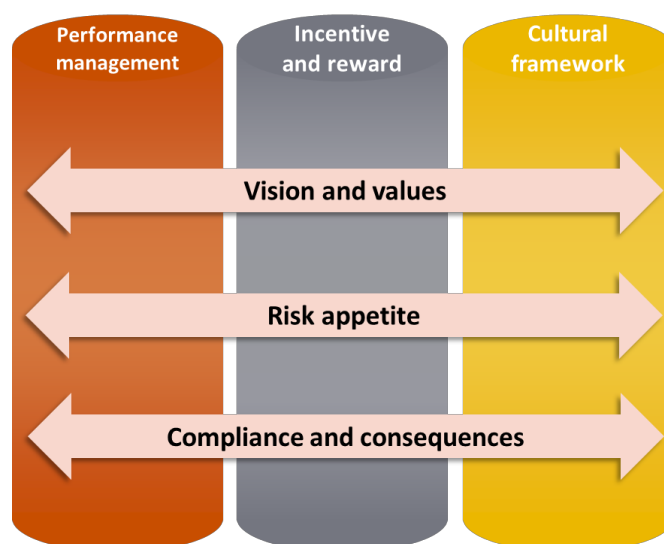 Performance
management
Incentive
and reward
Cultural
framework
Vision and values
Risk appetite
Compliance and consequences